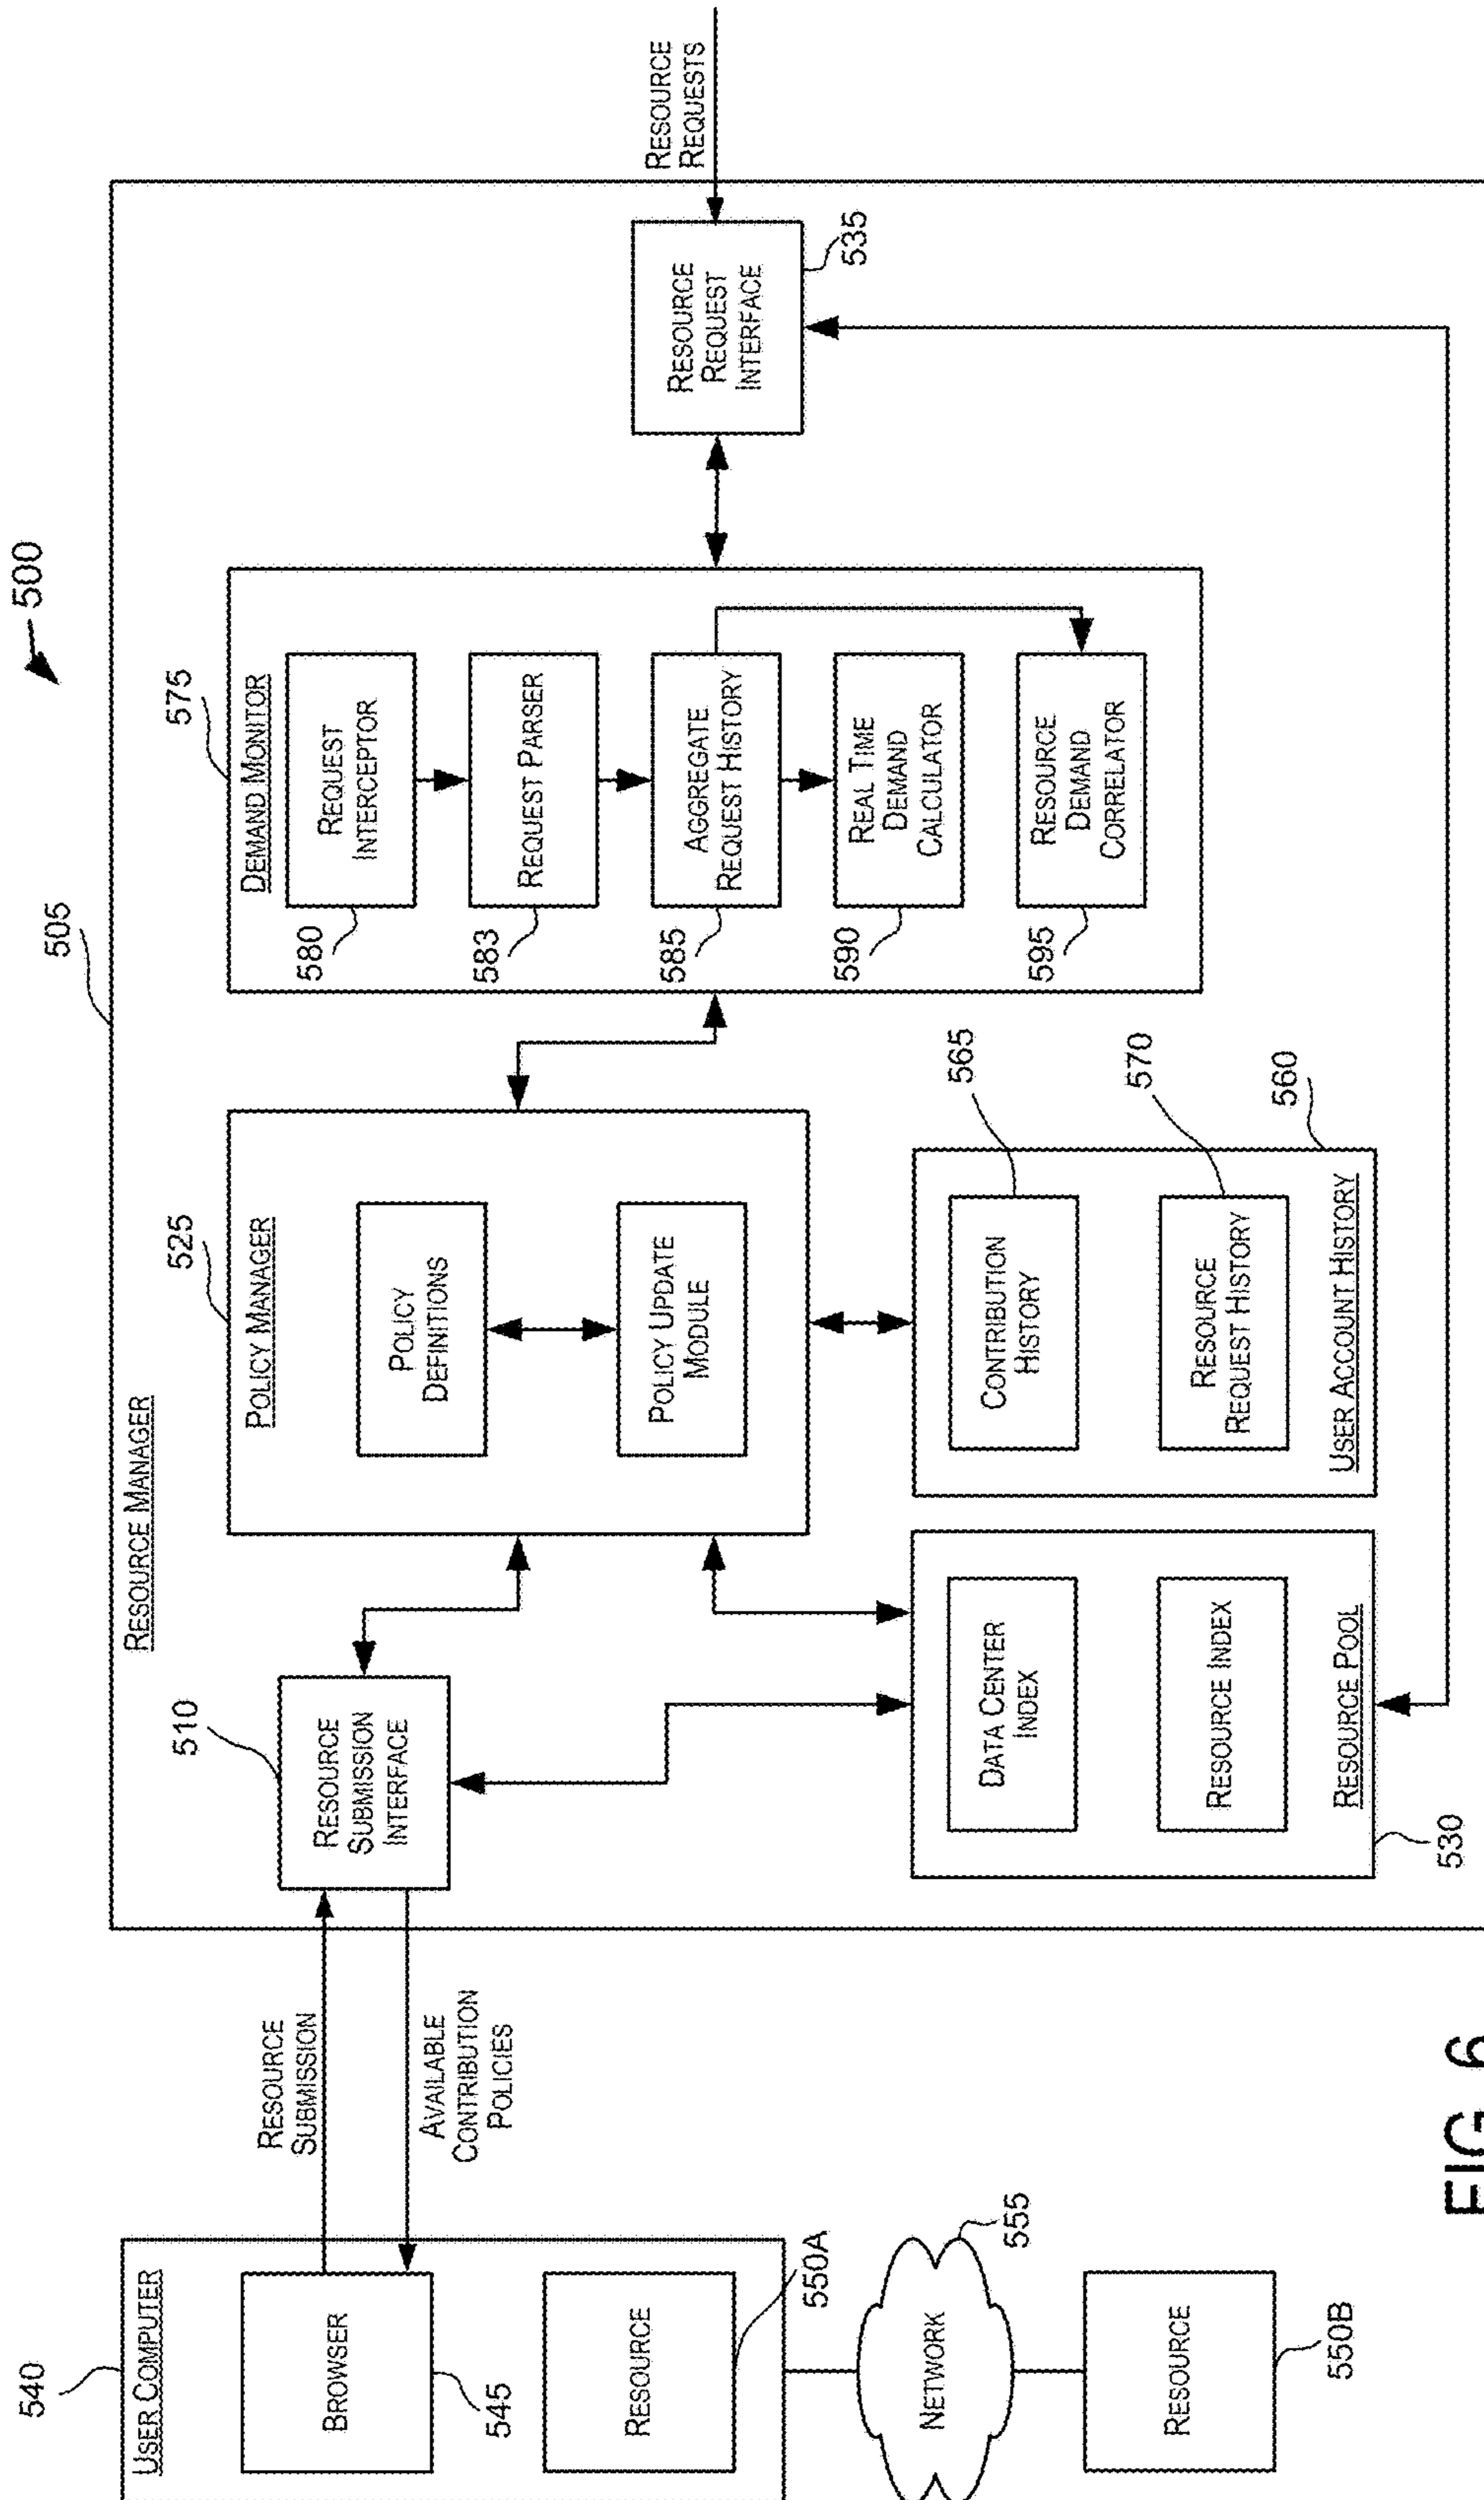 500
540
USER COMPUTER
BROWSER
545
RESOURCE
550A
NETWORK
555
RESOURCE
550B
RESOURCE
SUBMISSION
AVAILABLE
CONTRIBUTION
POLICIES
505
RESOURCE MANAGER
510
RESOURCE
SUBMISSION
INTERFACE
525
POLICY MANAGER
POLICY
DEFINITIONS
POLICY UPDATE
MODULE
DATA CENTER
INDEX
RESOURCE INDEX
RESOURCE POOL
530
565
CONTRIBUTION
HISTORY
570
RESOURCE
REQUEST HISTORY
USER ACCOUNT HISTORY
560
575
DEMAND MONITOR
580
REQUEST
INTERCEPTOR
583
REQUEST PARSER
585
AGGREGATE
REQUEST HISTORY
590
REAL TIME
DEMAND
CALCULATOR
595
RESOURCE
DEMAND
CORRELATOR
RESOURCE
REQUEST
INTERFACE
535
RESOURCE
REQUESTS
FIG. 6